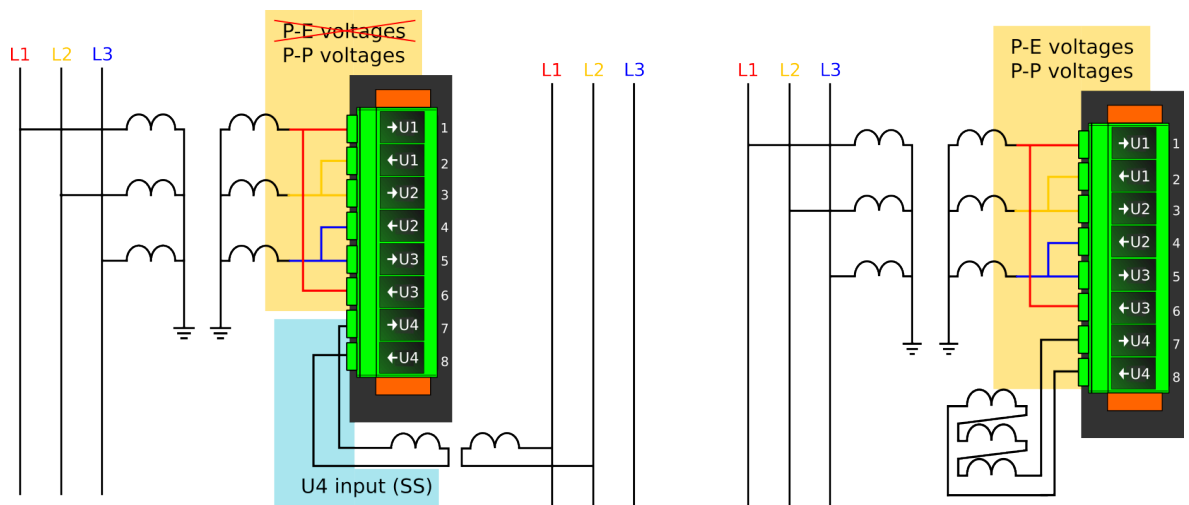 P-E voltages
P-P voltages
L1 L2 L3
→U1 1
←U1 2
→U2 3
←U2 4
→U3 5
←U3 6
→U4 7
←U4 8
U4 input (SS)
L1 L2 L3
P-E voltages
P-P voltages
L1 L2 L3
→U1 1
←U1 2
→U2 3
←U2 4
→U3 5
←U3 6
→U4 7
←U4 8